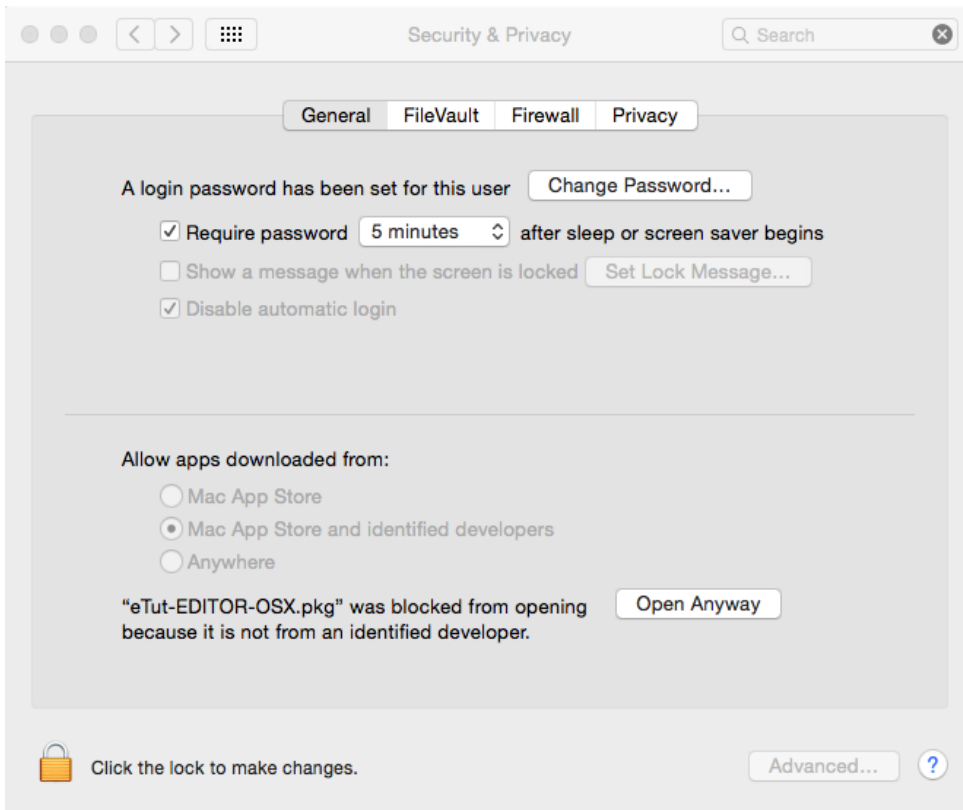 Security & Privacy
Search
General FileVault Firewall Privacy
A login password has been set for this user Change Password...
Require password 5 minutes after sleep or screen saver begins
Show a message when the screen is locked Set Lock Message...
Disable automatic login
Allow apps downloaded from:
Mac App Store
Mac App Store and identified developers
Anywhere
“eTut-EDITOR-OSX.pkg” was blocked from opening Open Anyway
because it is not from an identified developer.
Click the lock to make changes. Advanced... ?